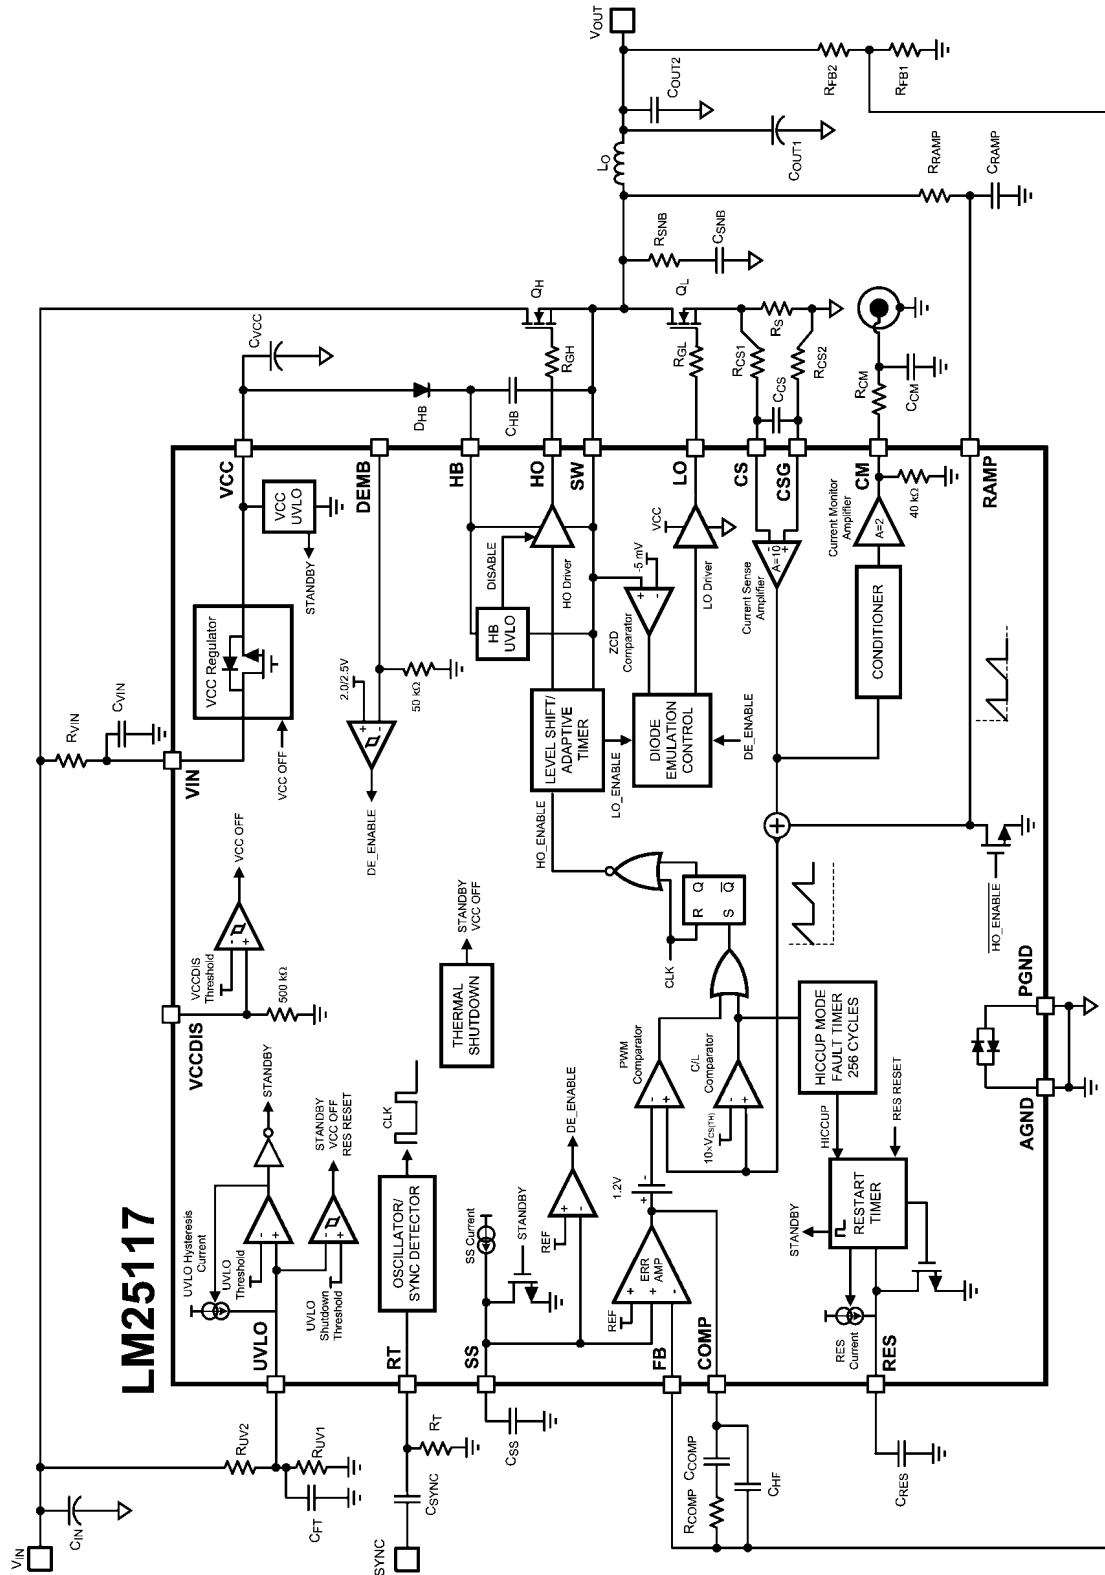 LM25117
VIN
CIN
RUV2
RUV1
CFT
SYNC
CSYNC
RT
CSS
RCOMP
CCOMP
CHF
CRES
UVLO
RT
SS
FB
COMP
RES
UVLO Hysteresis
Current
UVLO
Threshold
-
+
STANDBY
UVLO
Shutdown
Threshold
-
+
STANDBY
VCC OFF
RES RESET
OSCILLATOR/
SYNC DETECTOR
CLK
SS Current
STANDBY
REF
+
-
DE_ENABLE
REF
+
+
-
ERR
AMP
+
-
1.2V
PWM
Comparator
-
+
C/L
Comparator
-
+
10xVCS(TH)
HICCUP MODE
FAULT TIMER
256 CYCLES
HICCUP
RES RESET
STANDBY
RESTART
TIMER
RES
Current
VCCDIS
VCCDIS
Threshold
-
+
500 kΩ
VCC OFF
THERMAL
SHUTDOWN
STANDBY
VCC OFF
VIN
RVIN
CVIN
VCC Regulator
VCC OFF
VCC
UVLO
STANDBY
VCC
CVCC
DEMB
2.0/2.5V
+
-
50 kΩ
DE_ENABLE
HB
DHB
CHB
HB
UVLO
DISABLE
HO Driver
HO
RGH
QH
SW
LEVEL SHIFT/
ADAPTIVE
TIMER
HO_ENABLE
LO_ENABLE
ZCD
Comparator
+
-
-5 mV
DIODE
EMULATION
CONTROL
DE_ENABLE
VCC
LO Driver
LO
RGL
QL
CLK
R
Q
S
Q
CS
CSG
RCS1
RCS2
CCS
RS
Current Sense
Amplifier
-
+
A=10
CONDITIONER
Current Monitor
Amplifier
A=2
40 kΩ
CM
RCM
CCM
RAMP
RRAMP
CRAMP
+
HO_ENABLE
AGND
PGND
RSNB
CSNB
LO
COUT1
COUT2
VOUT
RFB2
RFB1